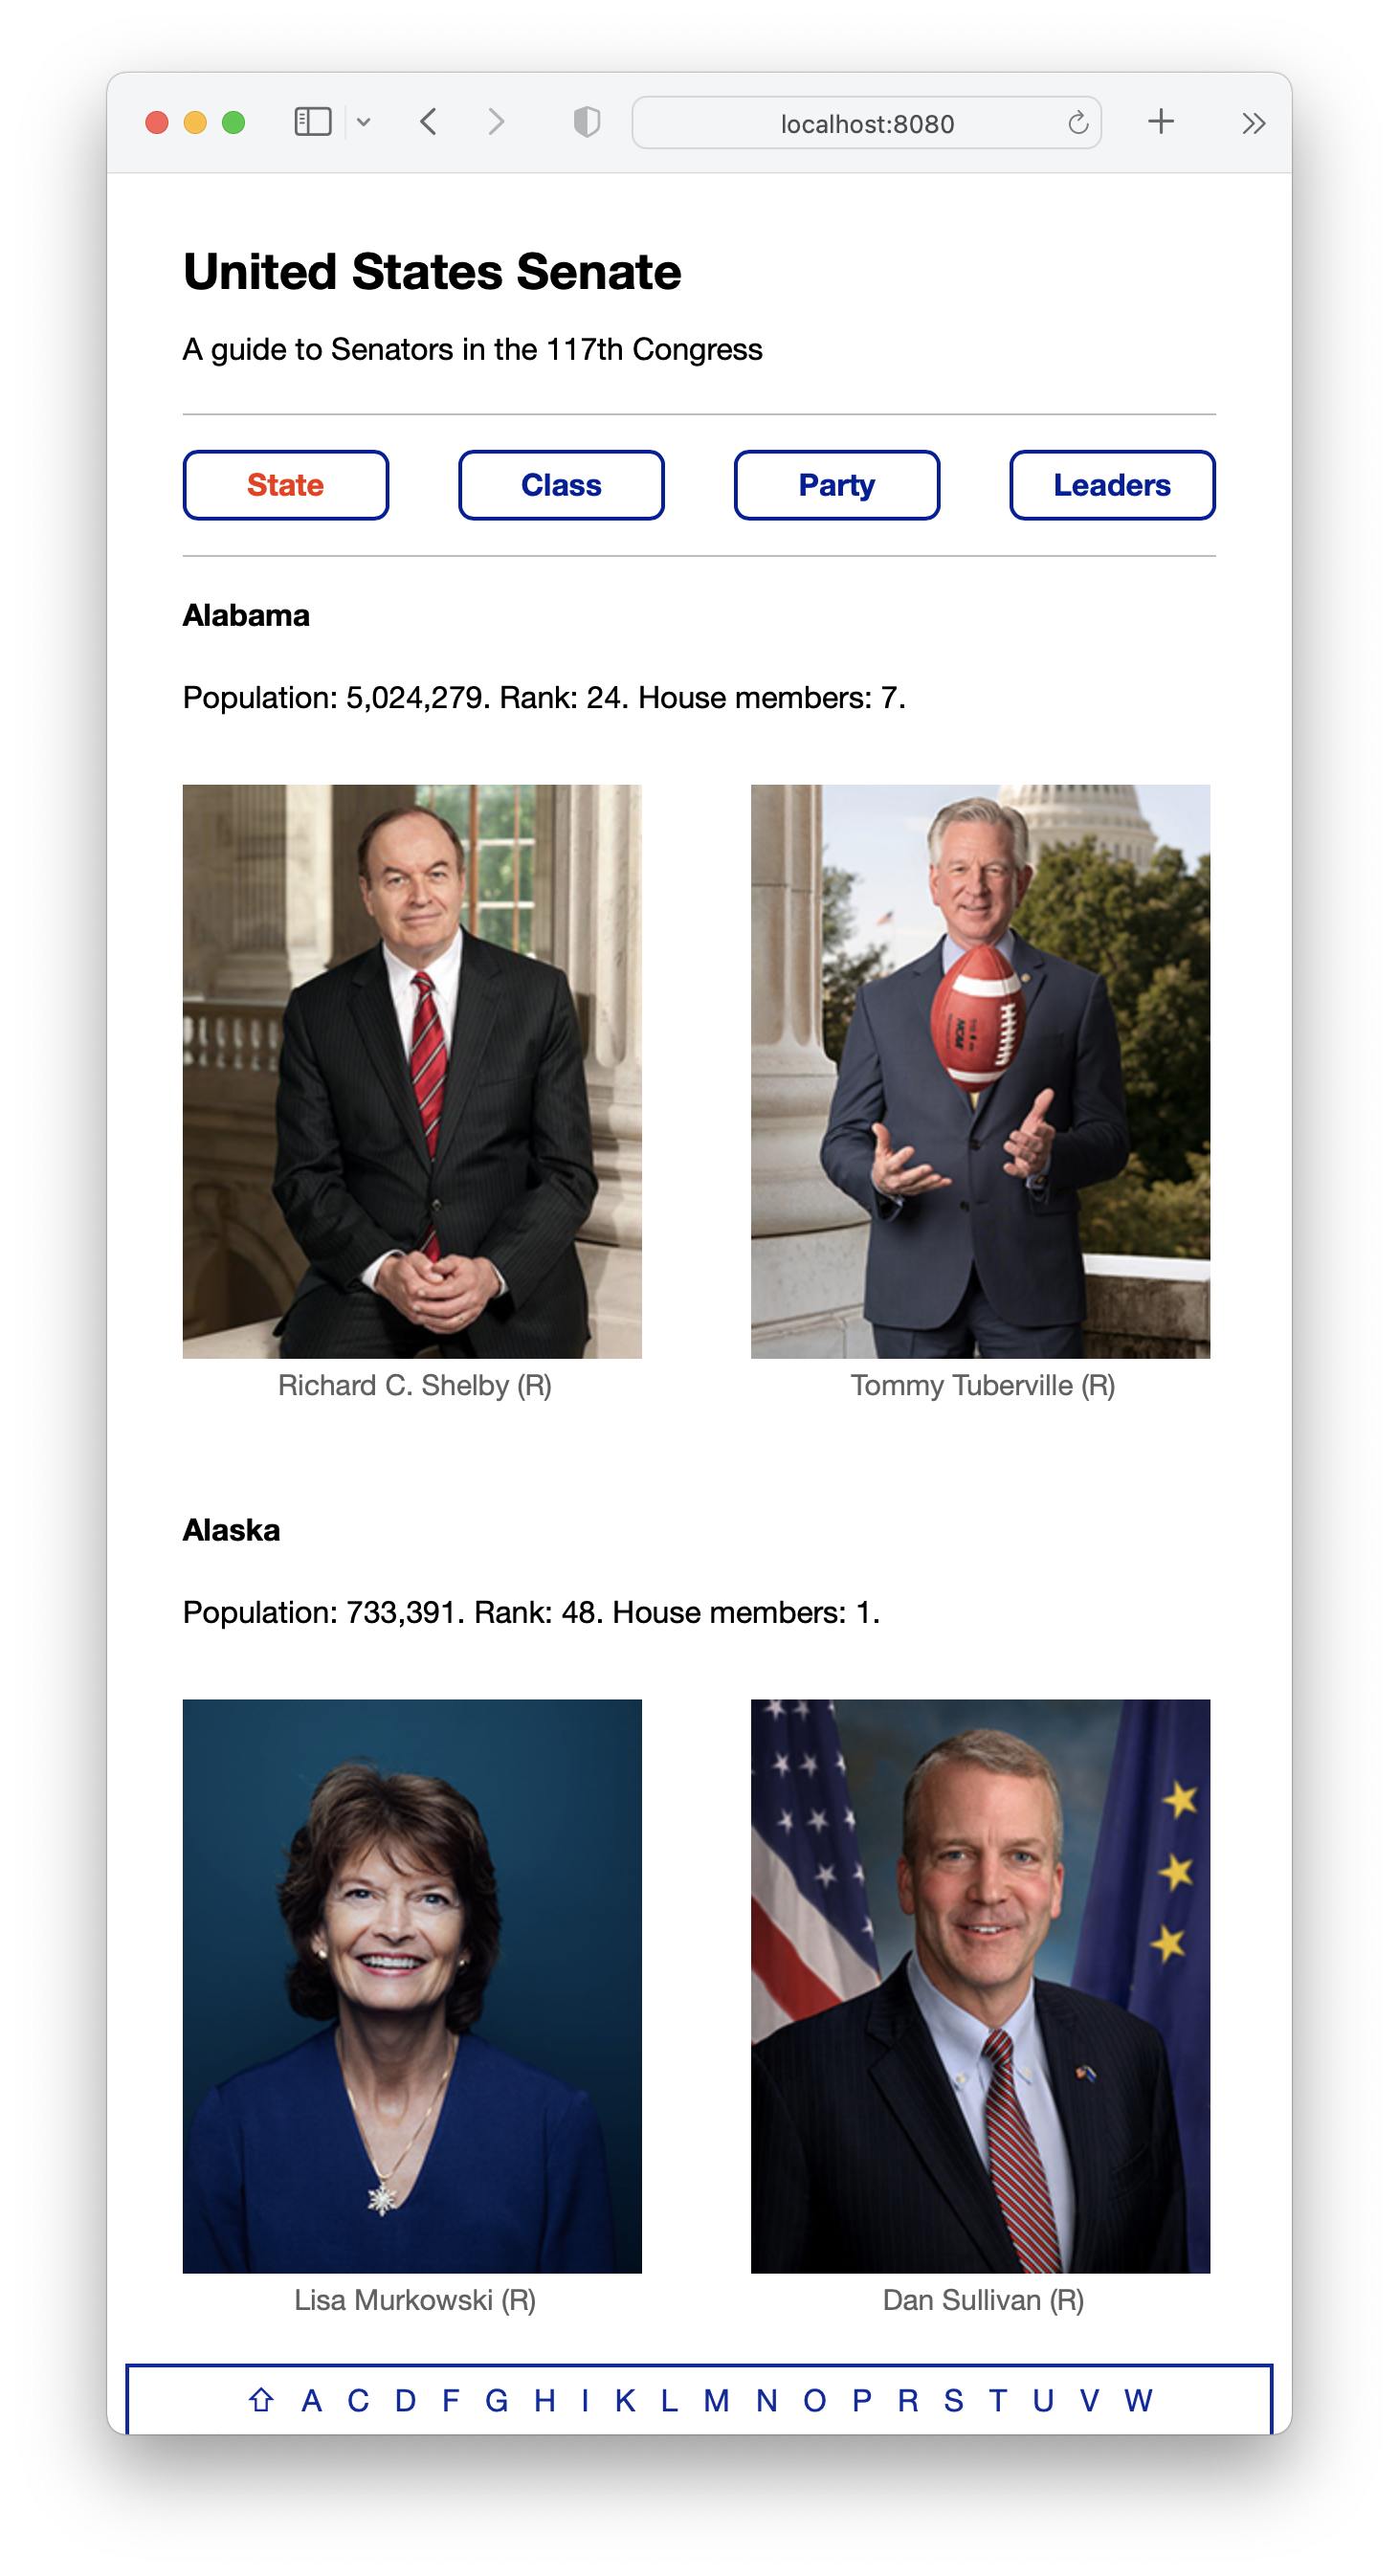 localhost:8080
United States Senate
A guide to Senators in the 117th Congress
State Class Party Leaders
Alabama
Population: 5,024,279. Rank: 24. House members: 7.
NCAA
Richard C. Shelby (R) Tommy Tuberville (R)
Alaska
Population: 733,391. Rank: 48. House members: 1.
Lisa Murkowski (R) Dan Sullivan (R)
⇧ A C D F G H I K L M N O P R S T U V W